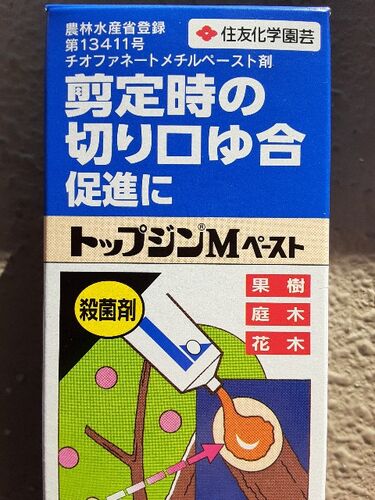 農林水産省登録
第13411号
チオファネートメチルペースト剤
住友化学園芸
剪定時の
切り口ゆ合
促進に
トップジン®Mペースト
殺菌剤
果樹
庭木
花木